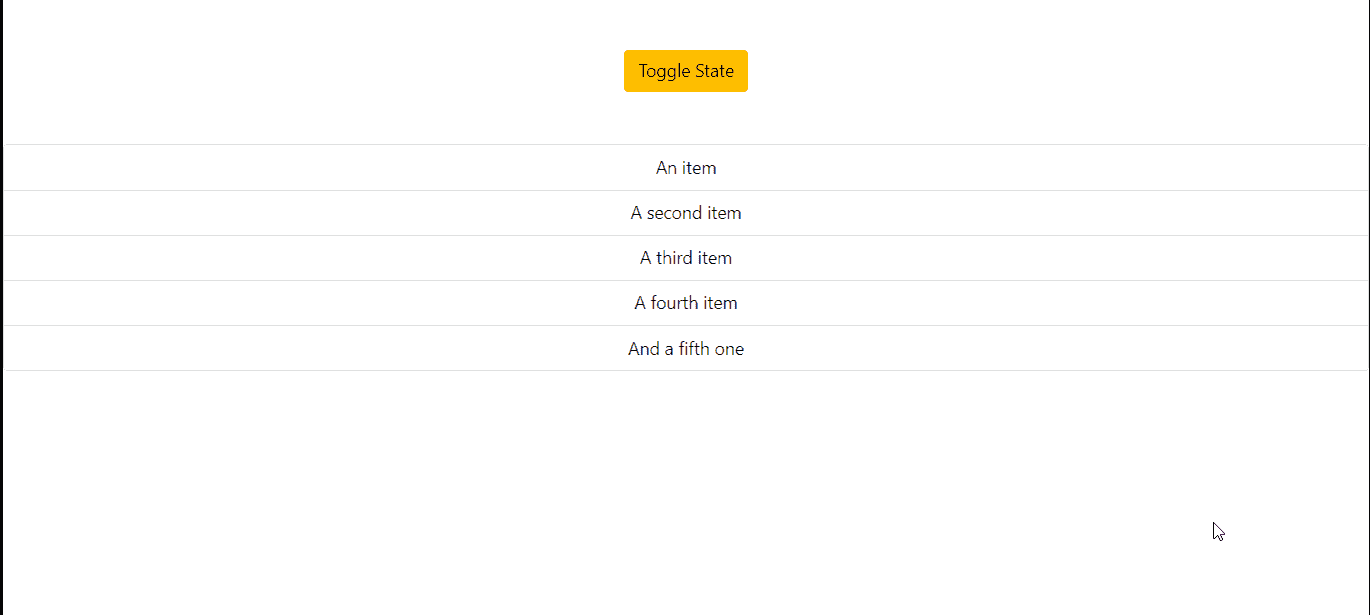 Toggle State
An item
A second item
A third item
A fourth item
And a fifth one